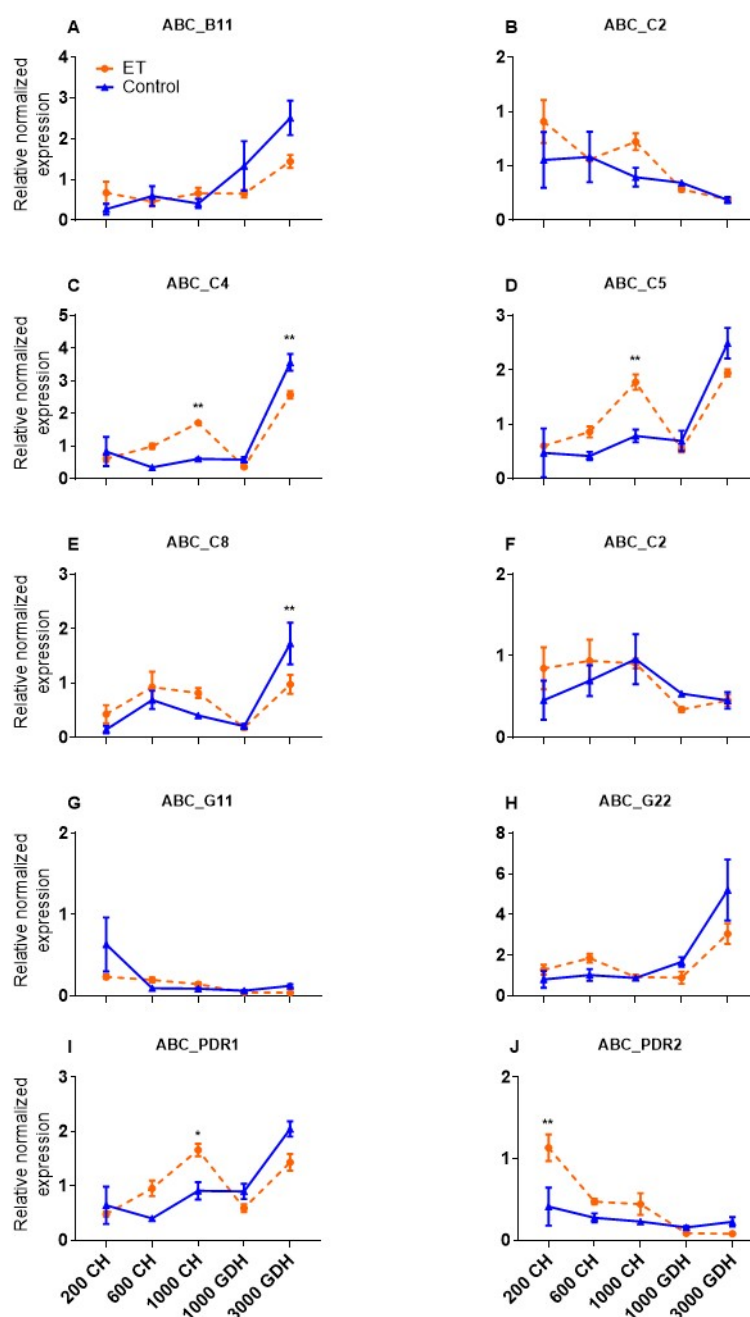 A ABC_B11
B ABC_C2
ET
Control
Relative normalized
expression
4
3
2
1
0
2
1
1
1
0
C ABC_C4
D ABC_C5
Relative normalized
expression
5
4
3
2
1
0
**
**
3
2
1
0
**
E ABC_C8
F ABC_C2
Relative normalized
expression
3
2
1
0
**
2
1
0
G ABC_G11
H ABC_G22
Relative normalized
expression
2
1
0
8
6
4
2
0
I ABC_PDR1
J ABC_PDR2
Relative normalized
expression
3
2
1
0
*
2
1
0
**
200 CH
600 CH
1000 CH
1000 GDH
3000 GDH
200 CH
600 CH
1000 CH
1000 GDH
3000 GDH